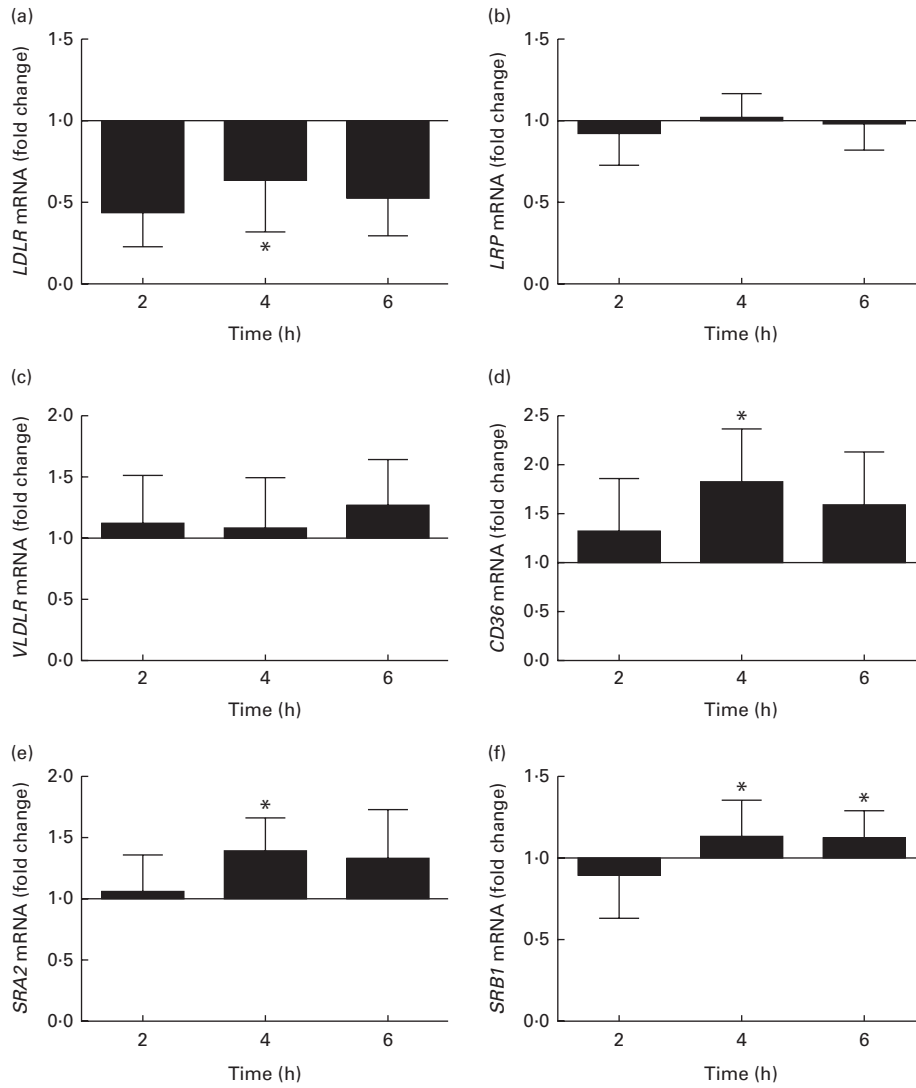 (a)
1·5
1·0
0·5
0·0
LDLR mRNA (fold change)
*
2 4 6
Time (h)
(b)
1·5
1·0
0·5
0·0
LRP mRNA (fold change)
2 4 6
Time (h)
(c)
2·0
1·5
1·0
0·5
0·0
VLDLR mRNA (fold change)
2 4 6
Time (h)
(d)
2·5
2·0
1·5
1·0
0·5
0·0
CD36 mRNA (fold change)
*
2 4 6
Time (h)
(e)
2·0
1·5
1·0
0·5
0·0
SRA2 mRNA (fold change)
*
2 4 6
Time (h)
(f)
1·5
1·0
0·5
0·0
SRB1 mRNA (fold change)
* *
2 4 6
Time (h)